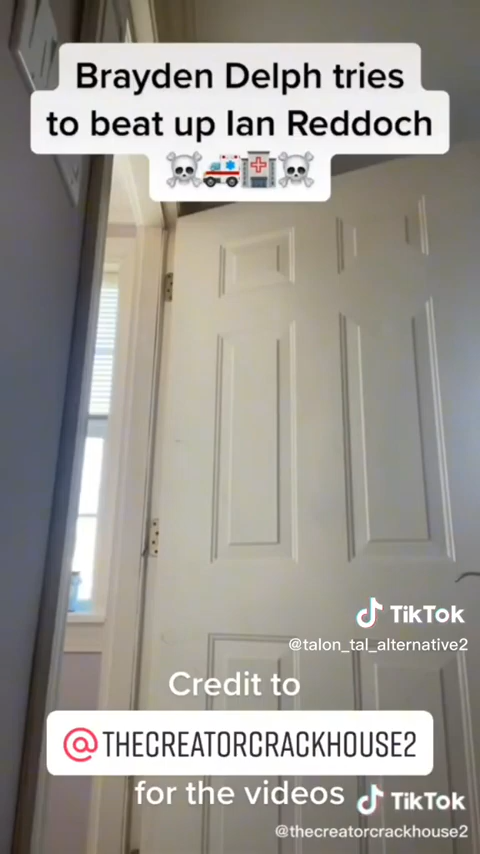 Brayden Delph tries
to beat up Ian Reddoch
☠️🚑🏥☠️
TikTok
@talon_tal_alternative2
Credit to
@THECREATORCRACKHOUSE2
for the videos
TikTok
@thecreatorcrackhouse2